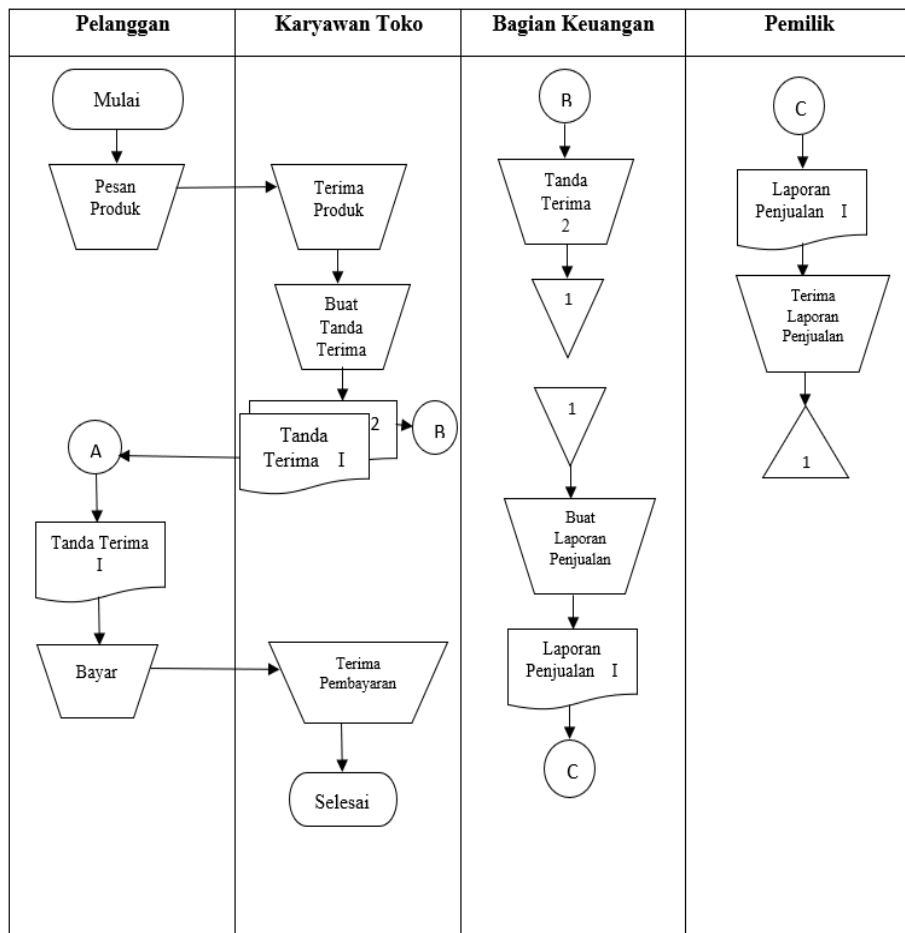 Pelanggan
Karyawan Toko
Bagian Keuangan
Pemilik
Mulai
Pesan
Produk
Terima
Produk
Buat
Tanda
Terima
2
Tanda
Terima I
B
A
Tanda Terima
I
Bayar
Terima
Pembayaran
Selesai
B
Tanda
Terima
2
1
1
Buat
Laporan
Penjualan
Laporan
Penjualan I
C
C
Laporan
Penjualan I
Terima
Laporan
Penjualan
1